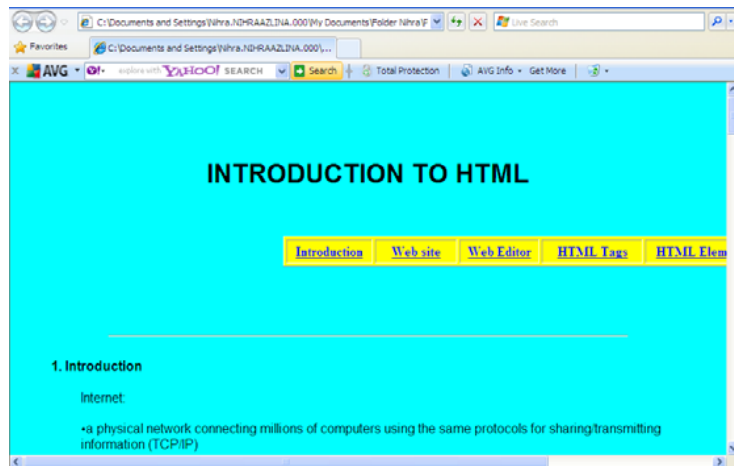 C:\Documents and Settings\Nihra.NIHRAAZLINA.000\My Documents\Folder Nihra\F
Live Search
Favorites
C:\Documents and Settings\Nihra.NIHRAAZLINA.000\,...
AVG
explore with YAHOO! SEARCH
Search
Total Protection
AVG Info
Get More
INTRODUCTION TO HTML
Introduction Web site Web Editor HTML Tags HTML Elem
1. Introduction
Internet:
•a physical network connecting millions of computers using the same protocols for sharing/transmitting
information (TCP/IP)